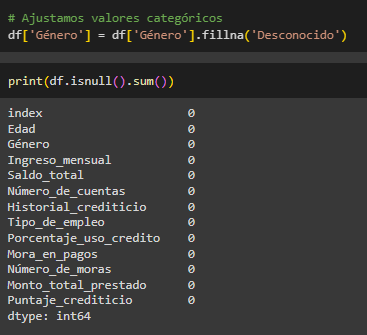 # Ajustamos valores categóricos
df['Género'] = df['Género'].fillna('Desconocido')
print(df.isnull().sum())
index 0
Edad 0
Género 0
Ingreso_mensual 0
Saldo_total 0
Número_de_cuentas 0
Historial_crediticio 0
Tipo_de_empleo 0
Porcentaje_uso_credito 0
Mora_en_pagos 0
Número_de_moras 0
Monto_total_prestado 0
Puntaje_crediticio 0
dtype: int64